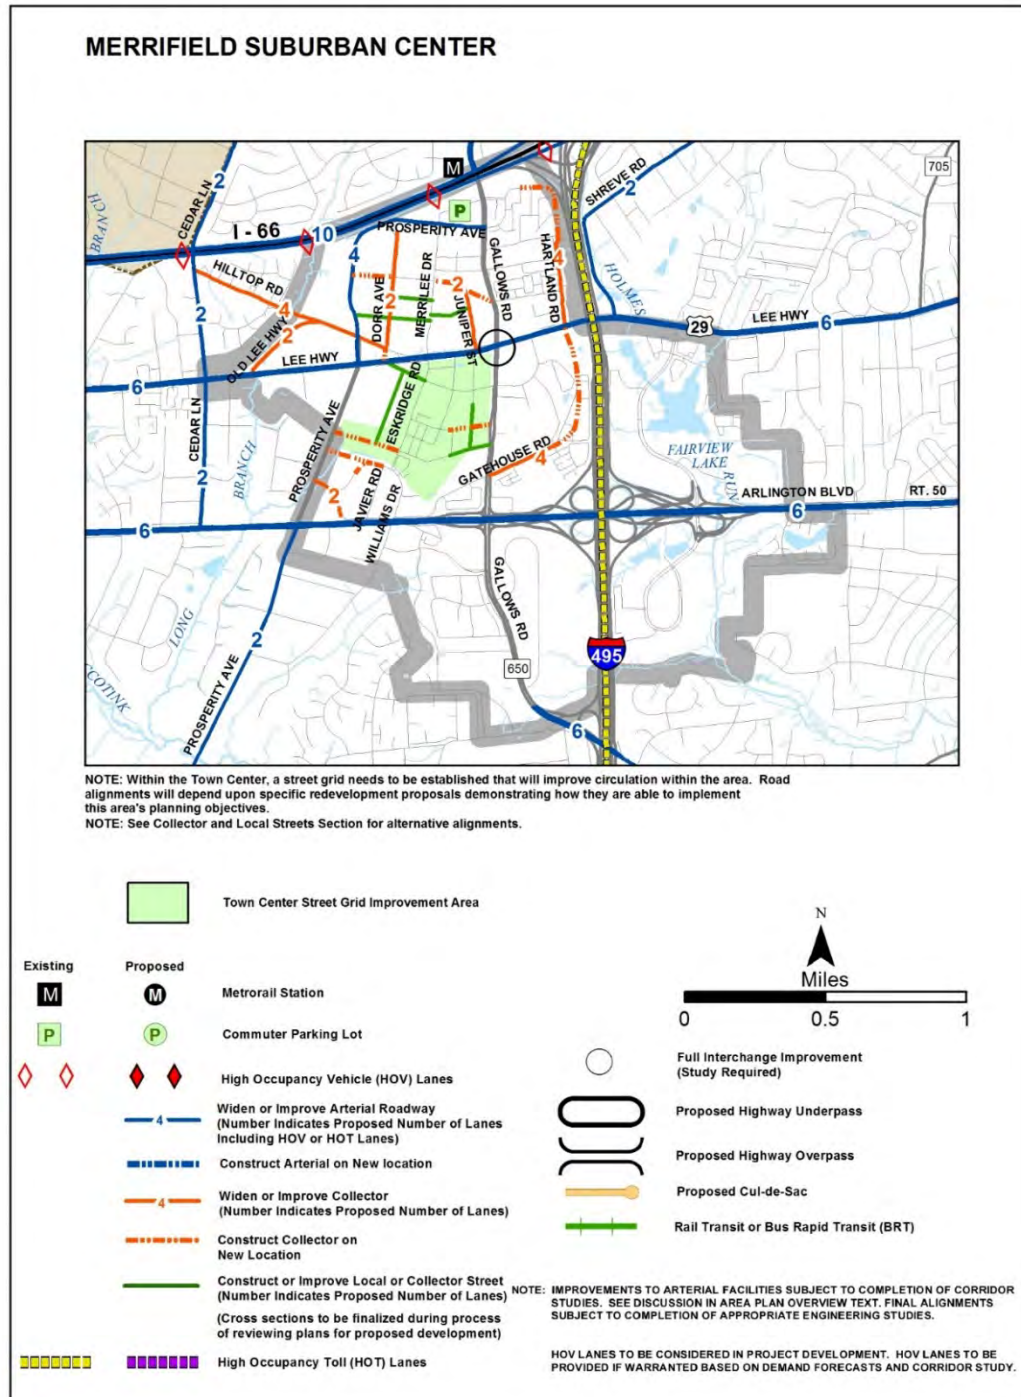 MERRIFIELD SUBURBAN CENTER
M
705
SHREVE RD
2
CEDAR LN
2
BRANCH
P
I - 66
10
PROSPERITY AVE
4
GALLOWS RD
HARTLAND RD
4
HILLTOP RD
4
DORR AVE
2
MERRILEE DR
2
JUNIPER ST
HOLMES
2
OLD LEE HWY
2
LEE HWY
29
LEE HWY
6
6
CEDAR LN
2
PROSPERITY AVE
ESKRIDGE RD
BRANCH
GATEHOUSE RD
4
FAIRVIEW
LAKE
RUN
2
JAVIER RD
WILLIAMS DR
ARLINGTON BLVD
RT. 50
6
6
GALLOWS RD
LONG
2
PROSPERITY AVE
CCOTINK
650
495
6
NOTE: Within the Town Center, a street grid needs to be established that will improve circulation within the area. Road
alignments will depend upon specific redevelopment proposals demonstrating how they are able to implement
this area's planning objectives.
NOTE: See Collector and Local Streets Section for alternative alignments.
Town Center Street Grid Improvement Area
Existing
Proposed
M
M
Metrorail Station
P
P
Commuter Parking Lot
High Occupancy Vehicle (HOV) Lanes
4
Widen or Improve Arterial Roadway
(Number Indicates Proposed Number of Lanes
Including HOV or HOT Lanes)
Construct Arterial on New location
4
Widen or Improve Collector
(Number Indicates Proposed Number of Lanes)
Construct Collector on
New Location
Construct or Improve Local or Collector Street
(Number Indicates Proposed Number of Lanes)
(Cross sections to be finalized during process
of reviewing plans for proposed development)
High Occupancy Toll (HOT) Lanes
N
Miles
0
0.5
1
Full Interchange Improvement
(Study Required)
Proposed Highway Underpass
Proposed Highway Overpass
Proposed Cul-de-Sac
Rail Transit or Bus Rapid Transit (BRT)
NOTE: IMPROVEMENTS TO ARTERIAL FACILITIES SUBJECT TO COMPLETION OF CORRIDOR
STUDIES. SEE DISCUSSION IN AREA PLAN OVERVIEW TEXT. FINAL ALIGNMENTS
SUBJECT TO COMPLETION OF APPROPRIATE ENGINEERING STUDIES.
HOV LANES TO BE CONSIDERED IN PROJECT DEVELOPMENT. HOV LANES TO BE
PROVIDED IF WARRANTED BASED ON DEMAND FORECASTS AND CORRIDOR STUDY.